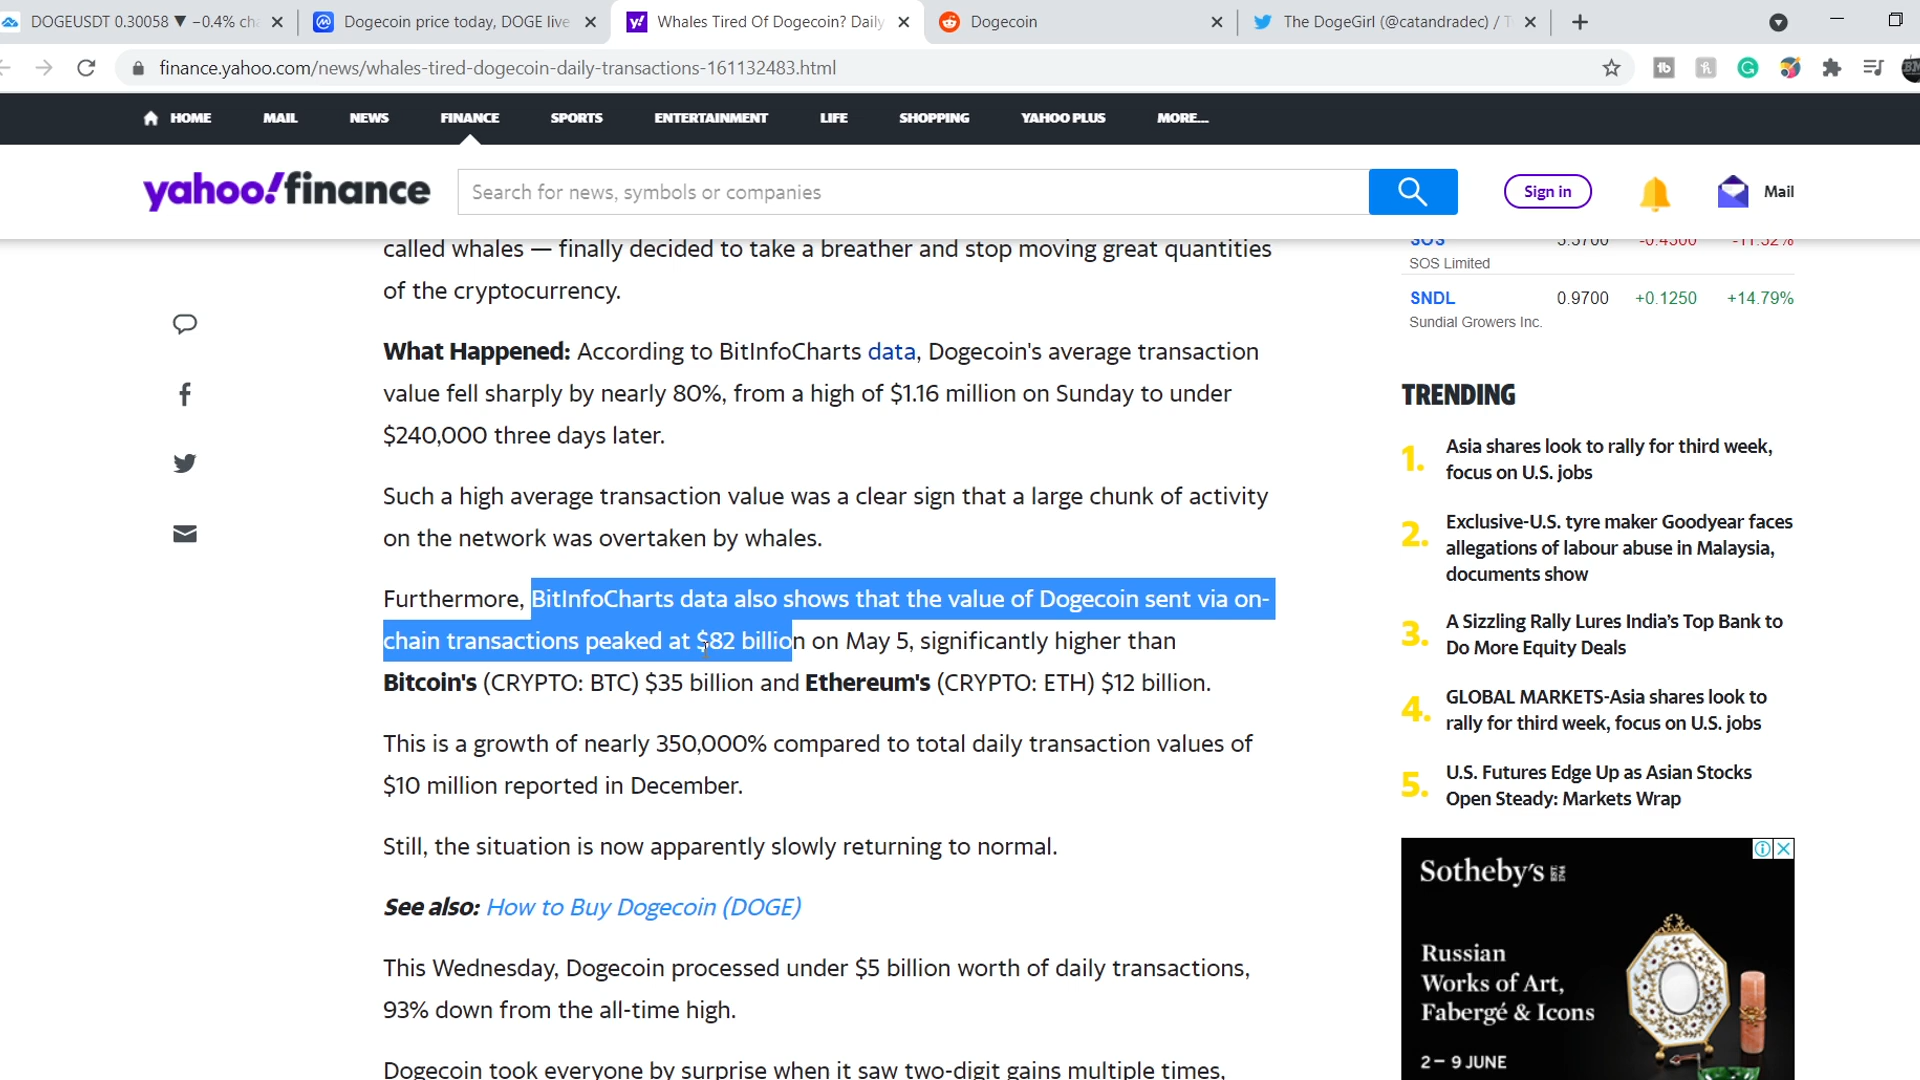 DOGEUSDT 0.30058 ▼ −0.4% cha
Dogecoin price today, DOGE live
Whales Tired Of Dogecoin? Daily
Dogecoin
The DogeGirl (@catandradec) / T
finance.yahoo.com/news/whales-tired-dogecoin-daily-transactions-161132483.html
HOME MAIL NEWS FINANCE SPORTS ENTERTAINMENT LIFE SHOPPING YAHOO PLUS MORE...
yahoo!finance
Search for news, symbols or companies
Sign in
Mail
called whales — finally decided to take a breather and stop moving great quantities
of the cryptocurrency.
What Happened: According to BitInfoCharts data, Dogecoin's average transaction
value fell sharply by nearly 80%, from a high of $1.16 million on Sunday to under
$240,000 three days later.
Such a high average transaction value was a clear sign that a large chunk of activity
on the network was overtaken by whales.
Furthermore, BitInfoCharts data also shows that the value of Dogecoin sent via on-
chain transactions peaked at $82 billion on May 5, significantly higher than
Bitcoin's (CRYPTO: BTC) $35 billion and Ethereum's (CRYPTO: ETH) $12 billion.
This is a growth of nearly 350,000% compared to total daily transaction values of
$10 million reported in December.
Still, the situation is now apparently slowly returning to normal.
See also: How to Buy Dogecoin (DOGE)
This Wednesday, Dogecoin processed under $5 billion worth of daily transactions,
93% down from the all-time high.
Dogecoin took everyone by surprise when it saw two-digit gains multiple times,
SOS 3.3700 -0.4300 -11.32%
SOS Limited
SNDL 0.9700 +0.1250 +14.79%
Sundial Growers Inc.
TRENDING
1. Asia shares look to rally for third week,
focus on U.S. jobs
2. Exclusive-U.S. tyre maker Goodyear faces
allegations of labour abuse in Malaysia,
documents show
3. A Sizzling Rally Lures India's Top Bank to
Do More Equity Deals
4. GLOBAL MARKETS-Asia shares look to
rally for third week, focus on U.S. jobs
5. U.S. Futures Edge Up as Asian Stocks
Open Steady: Markets Wrap
Sotheby's EST. 1744
Russian
Works of Art,
Fabergé & Icons
2 – 9 JUNE